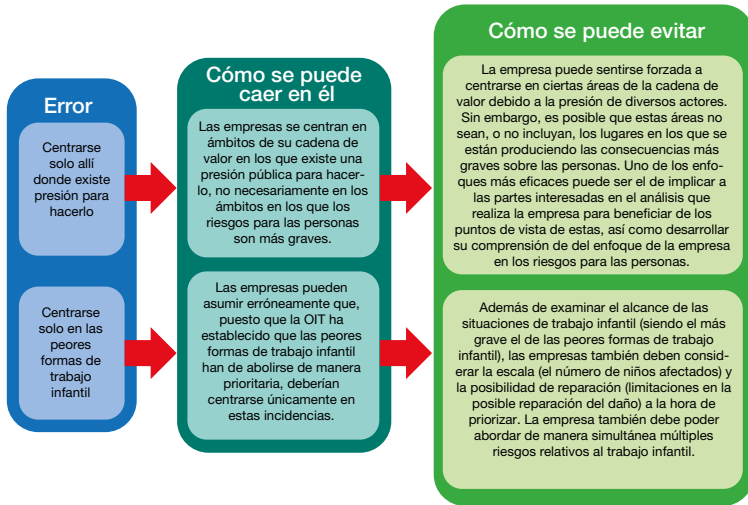 Error
Centrarse
solo allí
donde existe
presión para
hacerlo
Centrarse
solo en las
peores
formas de
trabajo
infantil
Cómo se puede
caer en él
Las empresas se centran en
ámbitos de su cadena de
valor en los que existe una
presión pública para hacer-
lo, no necesariamente en los
ámbitos en los que los
riesgos para las personas
son más graves.
Las empresas pueden
asumir erróneamente que,
puesto que la OIT ha
establecido que las peores
formas de trabajo infantil
han de abolirse de manera
prioritaria, deberían
centrarse únicamente en
estas incidencias.
Cómo se puede evitar
La empresa puede sentirse forzada a
centrarse en ciertas áreas de la cadena de
valor debido a la presión de diversos actores.
Sin embargo, es posible que estas áreas no
sean, o no incluyan, los lugares en los que se
están produciendo las consecuencias más
graves sobre las personas. Uno de los enfo-
ques más eficaces puede ser el de implicar a
las partes interesadas en el análisis que
realiza la empresa para beneficiar de los
puntos de vista de estas, así como desarrollar
su comprensión de del enfoque de la empresa
en los riesgos para las personas.
Además de examinar el alcance de las
situaciones de trabajo infantil (siendo el más
grave el de las peores formas de trabajo
infantil), las empresas también deben consid-
erar la escala (el número de niños afectados) y
la posibilidad de reparación (limitaciones en la
posible reparación del daño) a la hora de
priorizar. La empresa también debe poder
abordar de manera simultánea múltiples
riesgos relativos al trabajo infantil.